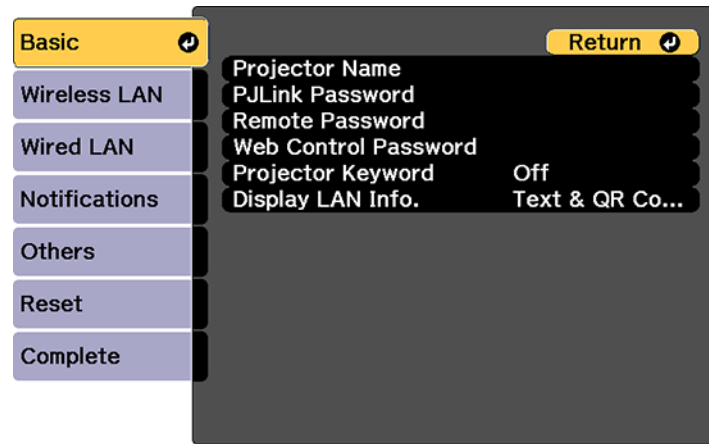 Basic
Wireless LAN
Wired LAN
Notifications
Others
Reset
Complete
Return
Projector Name
PJLink Password
Remote Password
Web Control Password
Projector Keyword Off
Display LAN Info. Text & QR Co...